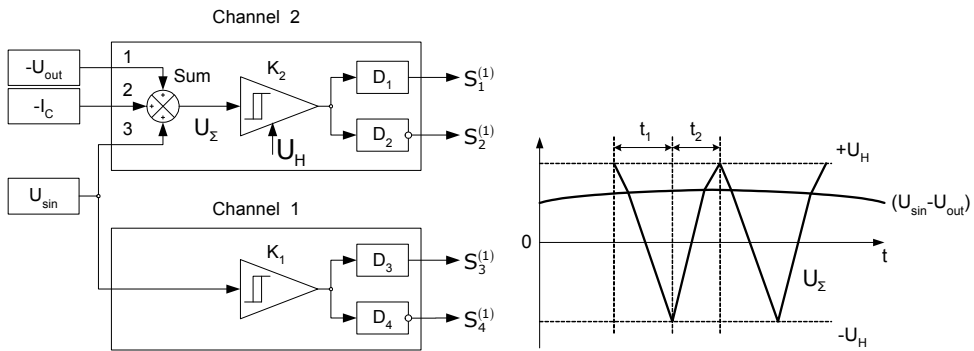 Channel 2
-U_out
-I_C
1
2
3
Sum
U_Σ
K_2
U_H
D_1
D_2
S_1^(1)
S_2^(1)
U_sin
Channel 1
K_1
D_3
D_4
S_3^(1)
S_4^(1)
t_1
t_2
+U_H
(U_sin-U_out)
0
t
U_Σ
-U_H